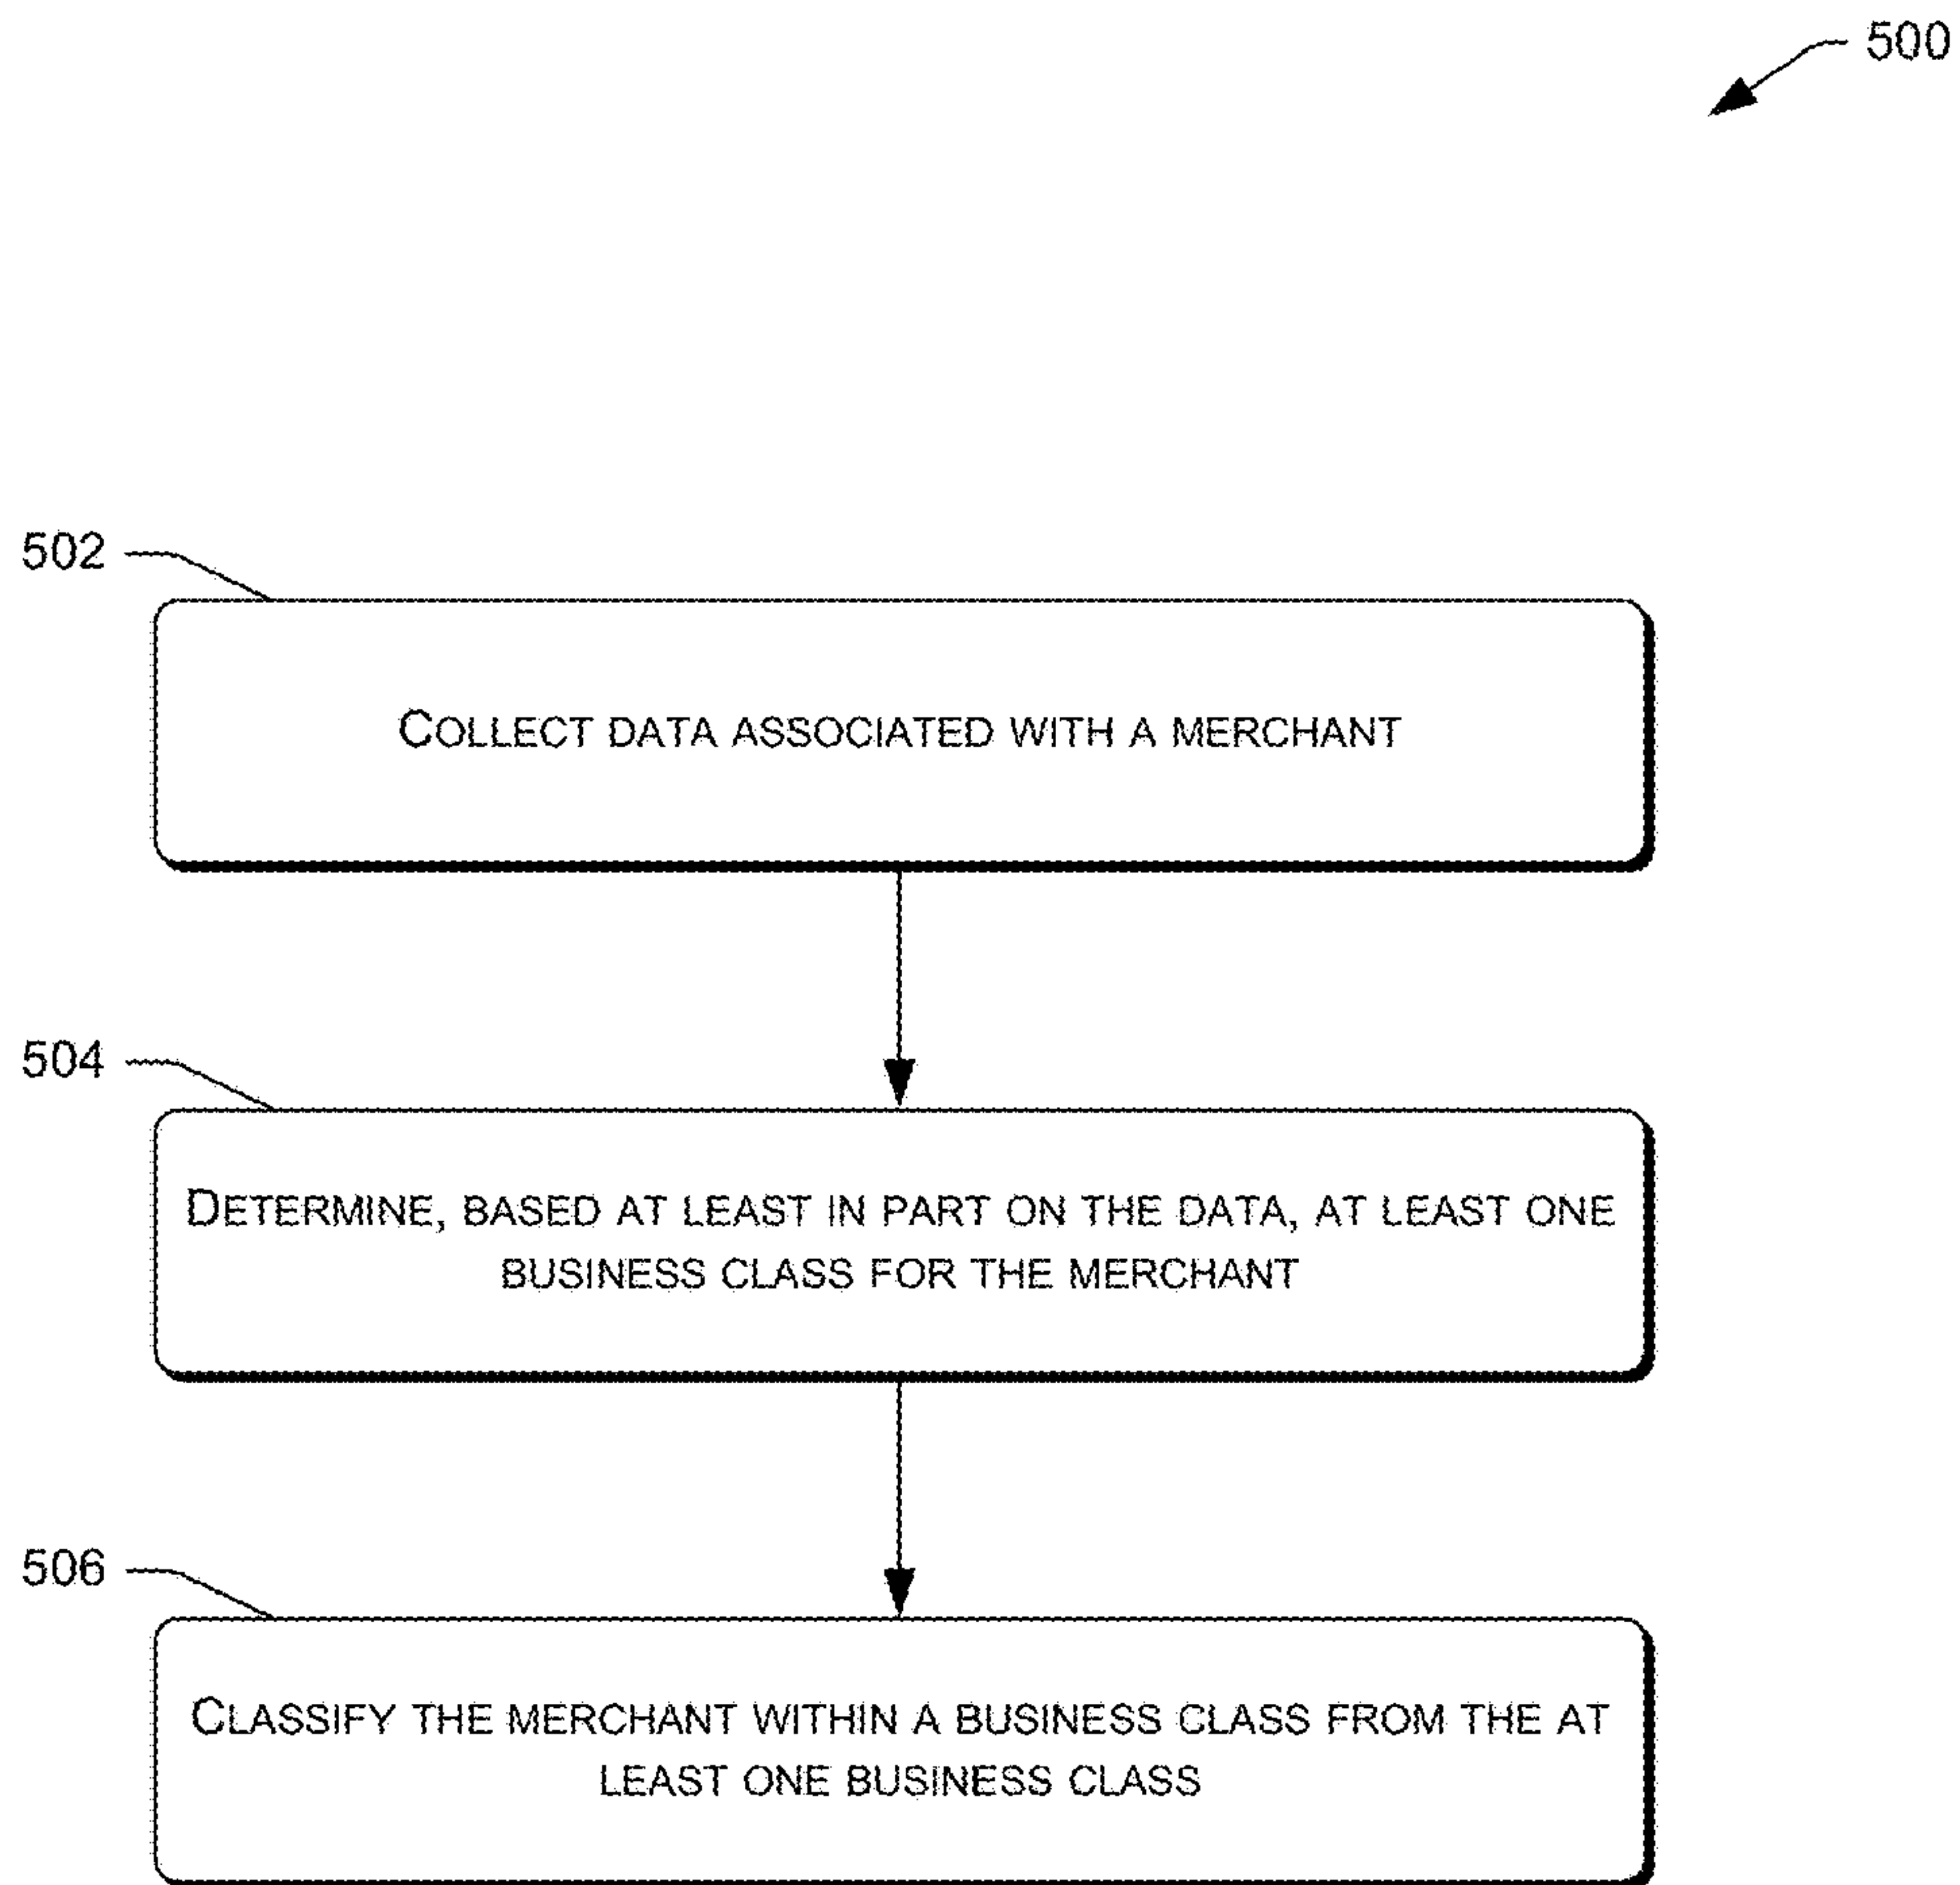 500
502
COLLECT DATA ASSOCIATED WITH A MERCHANT
504
DETERMINE, BASED AT LEAST IN PART ON THE DATA, AT LEAST ONE
BUSINESS CLASS FOR THE MERCHANT
506
CLASSIFY THE MERCHANT WITHIN A BUSINESS CLASS FROM THE AT
LEAST ONE BUSINESS CLASS